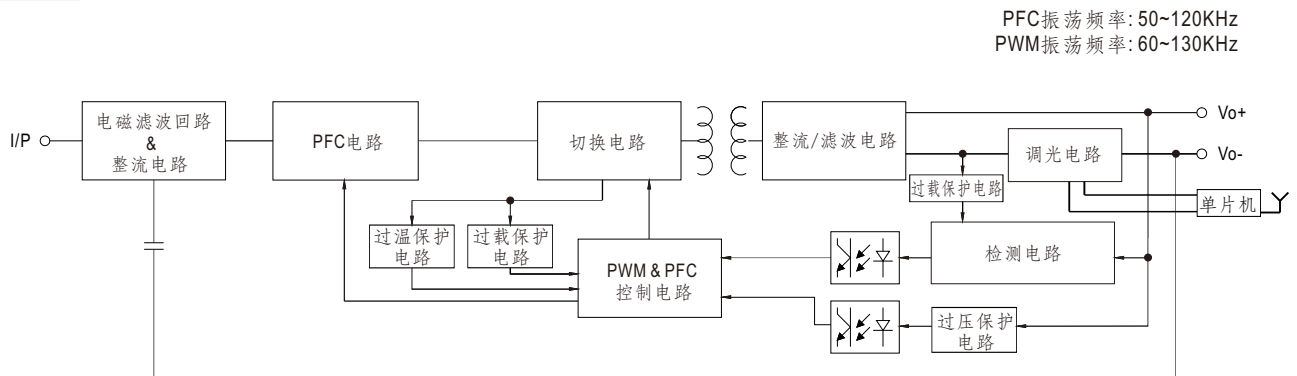 PFC振荡频率: 50~120KHz
PWM振荡频率: 60~130KHz
I/P
电磁滤波回路
&
整流电路
PFC电路
切换电路
整流/滤波电路
Vo+
调光电路
Vo-
过载保护电路
单片机
过温保护
电路
过载保护
电路
PWM & PFC
控制电路
检测电路
过压保护
电路